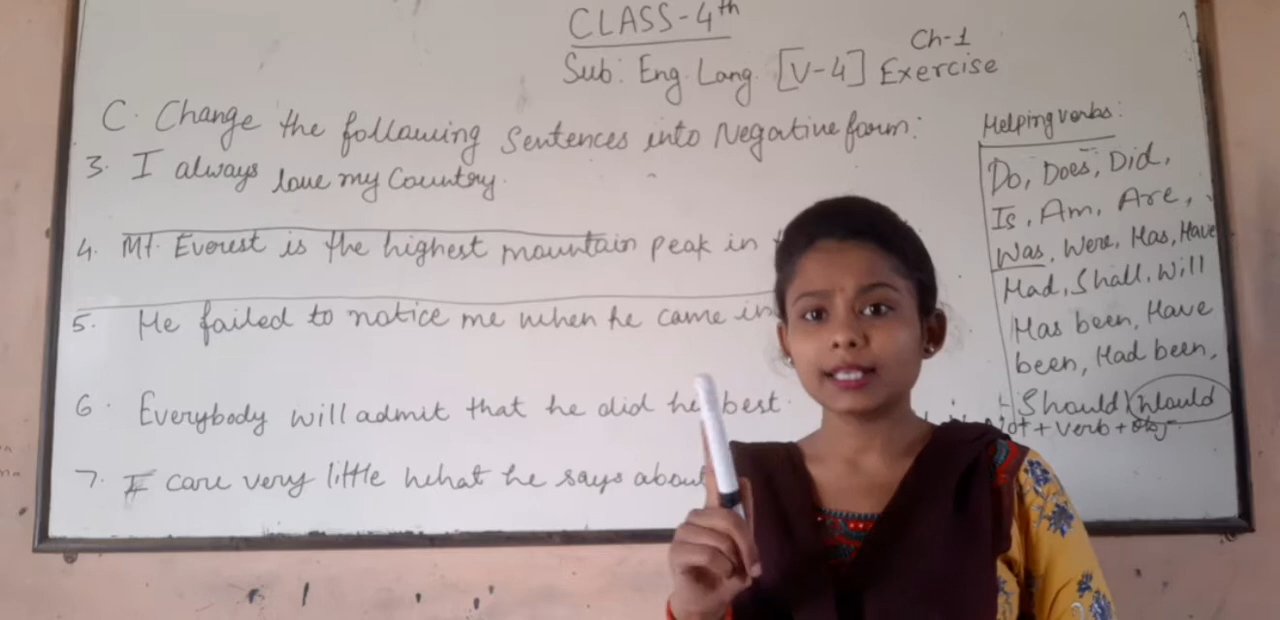 CLASS-4th
Ch-1
Sub: Eng. Lang. [V-4] Exercise
C. Change the following Sentences into Negative form:
3. I always love my Country.
4. Mt. Everest is the highest mountain peak in
5. He failed to notice me when he came in
6. Everybody will admit that he did he best.
7. I care very little what he says about
Helping verbs:
Do, Does, Did,
Is, Am, Are,
Was, Were, Has, Have
Had, Shall, Will
Has been, Have
been, Had been,
Should, Would
Not + verb + obj.